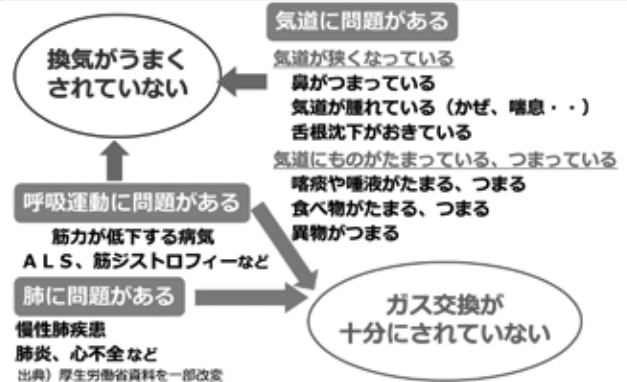 換気がうまく
されていない
気道に問題がある
気道が狭くなっている
鼻がつまっている
気道が腫れている（かぜ、喘息・・）
舌根沈下がおきている
気道にものがたまっている、つまっている
喀痰や唾液がたまる、つまる
食べ物がたまる、つまる
異物がつまる
呼吸運動に問題がある
筋力が低下する病気
ＡＬＳ、筋ジストロフィーなど
肺に問題がある
慢性肺疾患
肺炎、心不全など
出典）厚生労働省資料を一部改変
ガス交換が
十分にされていない